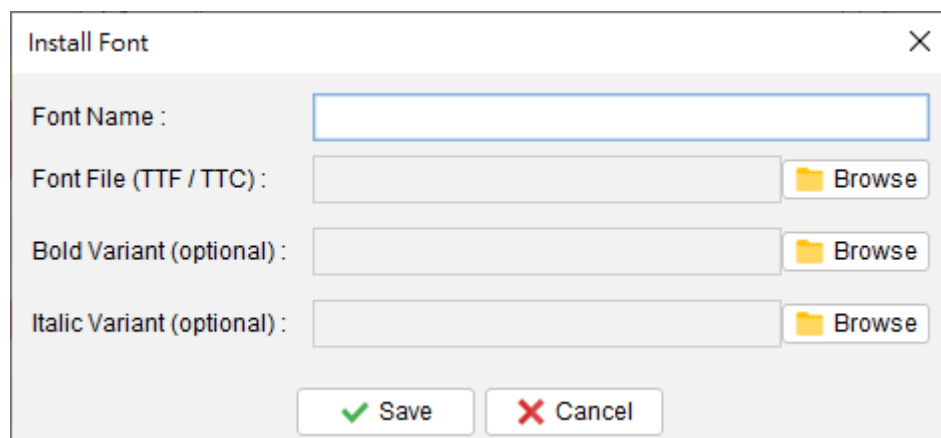 Install Font
Font Name :
Font File (TTF / TTC) : Browse
Bold Variant (optional) : Browse
Italic Variant (optional) : Browse
Save Cancel